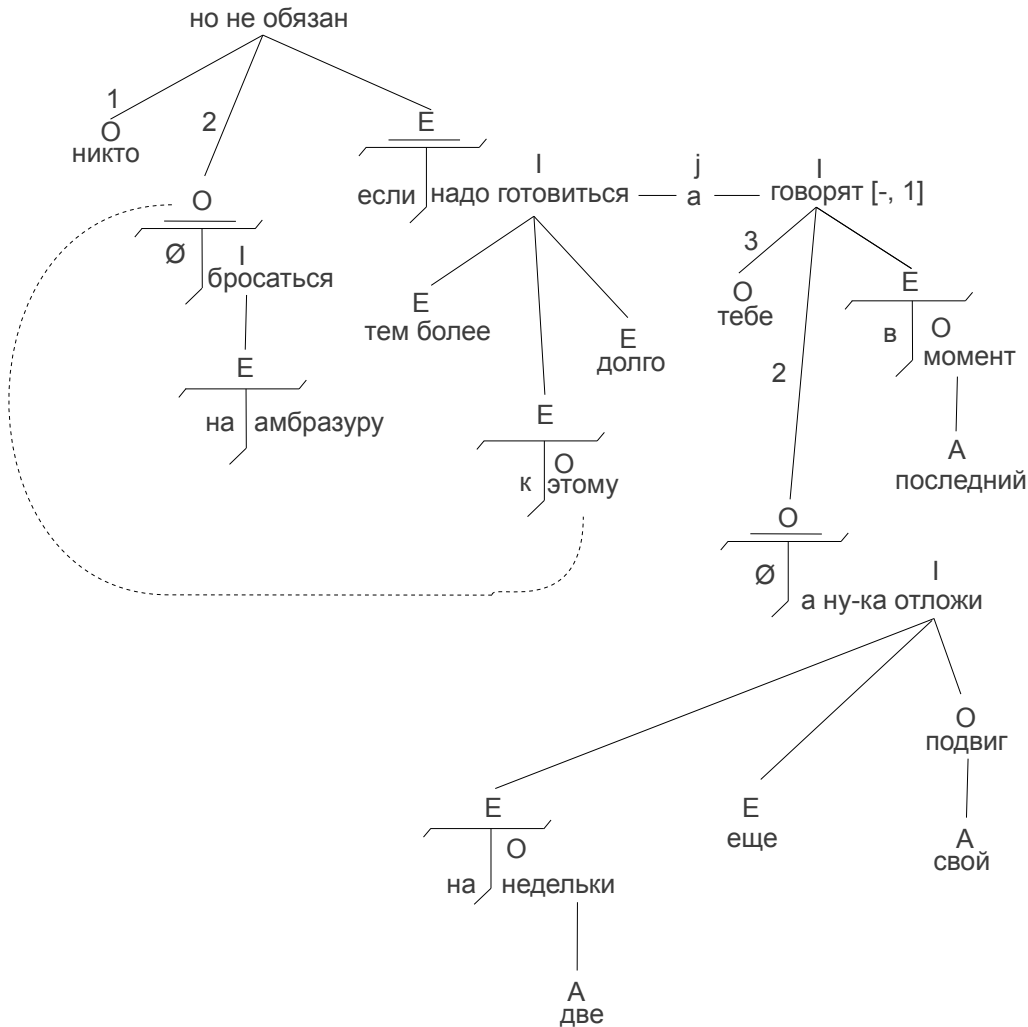 но не обязан
1
О
никто
2
Е
если
I
надо готовиться
j
а
I
говорят [-, 1]
О
Ø
I
бросаться
3
О
тебе
Е
в
О
момент
Е
тем более
Е
долго
2
Е
на амбразуру
Е
к
О
этому
А
последний
О
Ø
I
а ну-ка отложи
О
подвиг
Е
на
О
недельки
Е
еще
А
свой
А
две